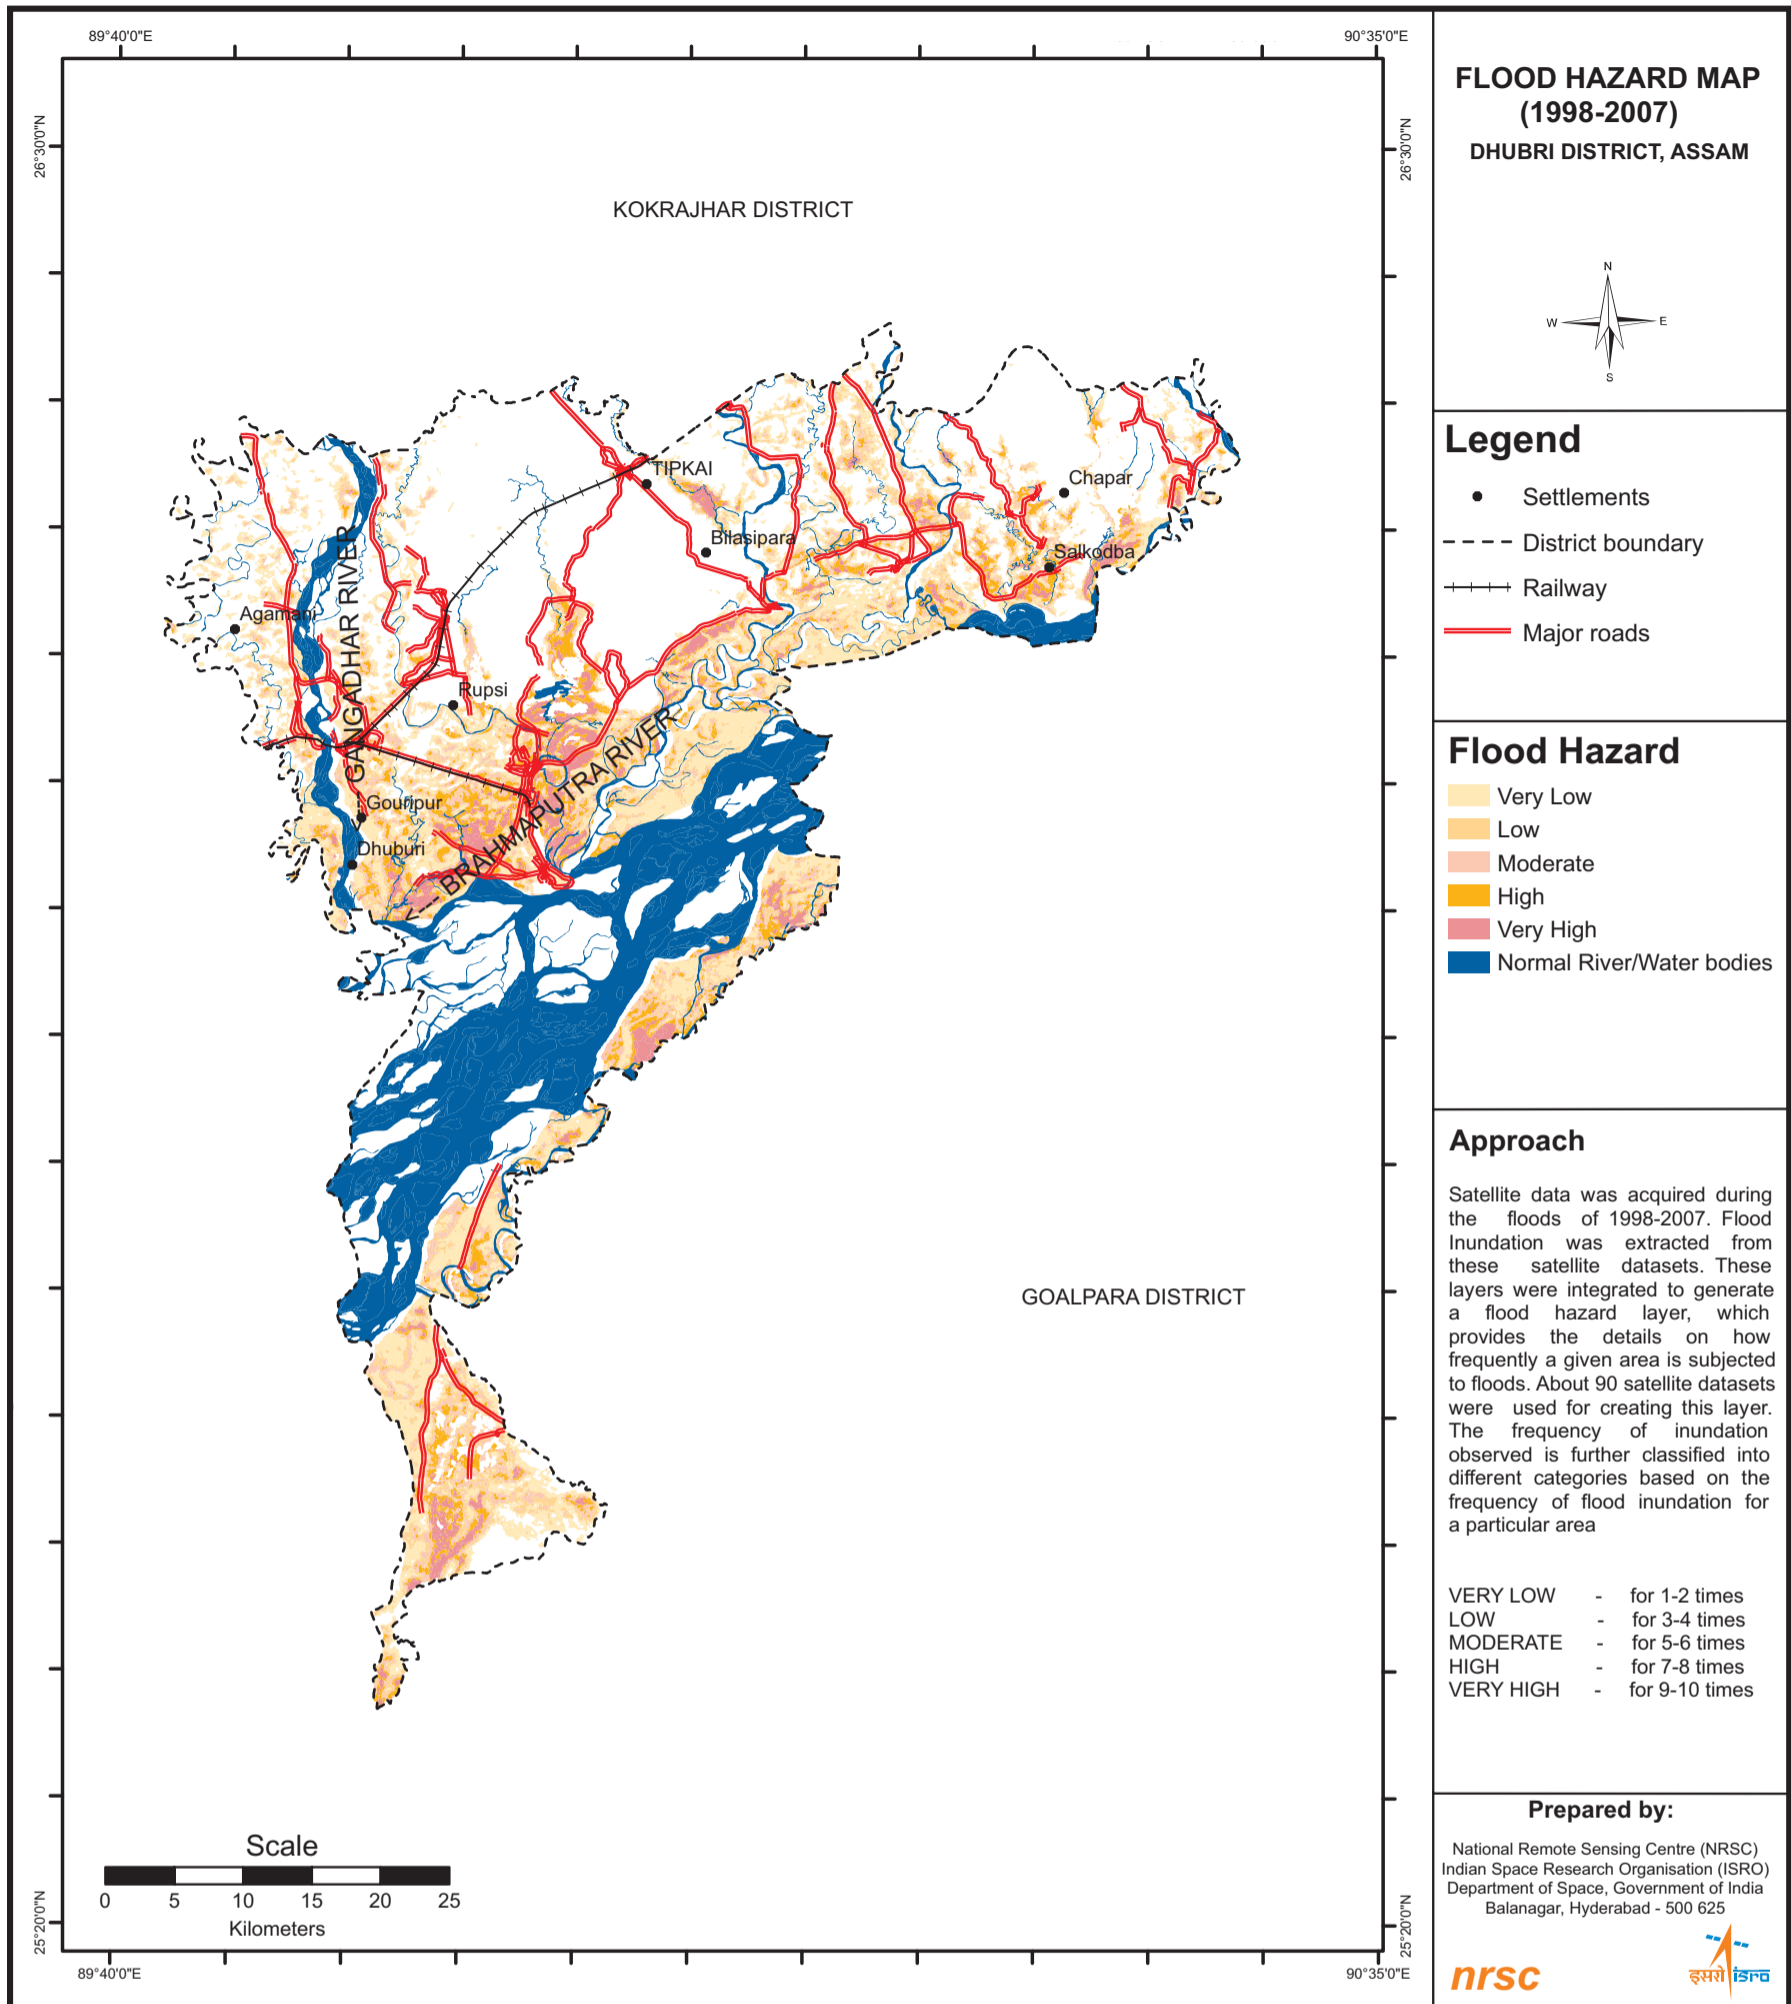 89°40'0"E
90°35'0"E
26°30'0"N
26°30'0"N
KOKRAJHAR DISTRICT
TIPKAI
Chapar
Bilasipara
Salkodba
Agamani
GANGADHAR RIVER
Rupsi
BRAHMAPUTRA RIVER
Gouripur
Dhuburi
GOALPARA DISTRICT
Scale
0 5 10 15 20 25
Kilometers
25°20'0"N
25°20'0"N
89°40'0"E
90°35'0"E
FLOOD HAZARD MAP
(1998-2007)
DHUBRI DISTRICT, ASSAM
N
W E
S
Legend
Settlements
District boundary
Railway
Major roads
Flood Hazard
Very Low
Low
Moderate
High
Very High
Normal River/Water bodies
Approach
Satellite data was acquired during
the floods of 1998-2007. Flood
Inundation was extracted from
these satellite datasets. These
layers were integrated to generate
a flood hazard layer, which
provides the details on how
frequently a given area is subjected
to floods. About 90 satellite datasets
were used for creating this layer.
The frequency of inundation
observed is further classified into
different categories based on the
frequency of flood inundation for
a particular area
VERY LOW - for 1-2 times
LOW - for 3-4 times
MODERATE - for 5-6 times
HIGH - for 7-8 times
VERY HIGH - for 9-10 times
Prepared by:
National Remote Sensing Centre (NRSC)
Indian Space Research Organisation (ISRO)
Department of Space, Government of India
Balanagar, Hyderabad - 500 625
nrsc
इसरो isro